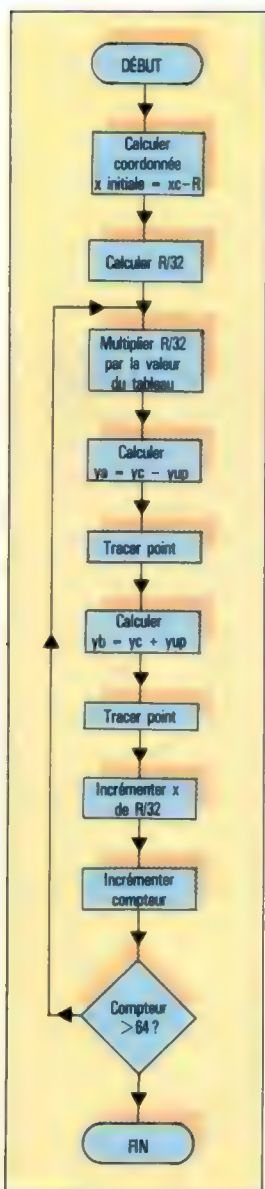 DÉBUT
Calculer
coordonnée
x initiale = xc-R
Calculer R/32
Multiplier R/32
par la valeur
du tableau
Calculer
ya = yc - yup
Tracer point
Calculer
yb = yc + yup
Tracer point
Incrémenter x
de R/32
Incrémenter
compteur
Compteur
>64 ?
FIN